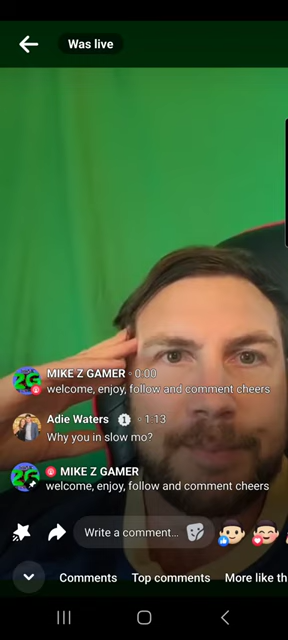 Was live
MIKE Z GAMER 0:00
welcome, enjoy, follow and comment cheers
Adie Waters 1 1:13
Why you in slow mo?
MIKE Z GAMER
welcome, enjoy, follow and comment cheers
Write a comment...
Comments Top comments More like th